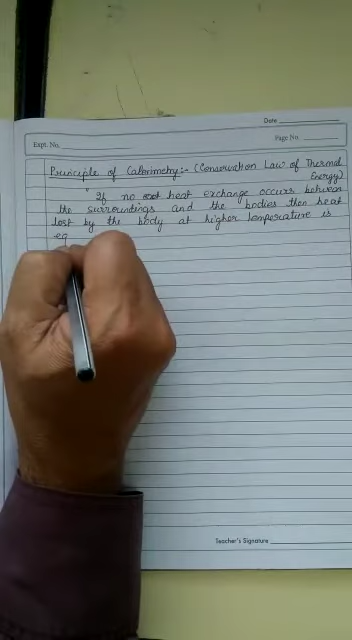 Date
Expt. No.
Page No.
Principle of Calorimetry:- (Conservation Law of Thermal
Energy)
" If no heat exchange occurs between
the surroundings and the bodies then heat
lost by the body at higher temperature is
eq
Teacher's Signature